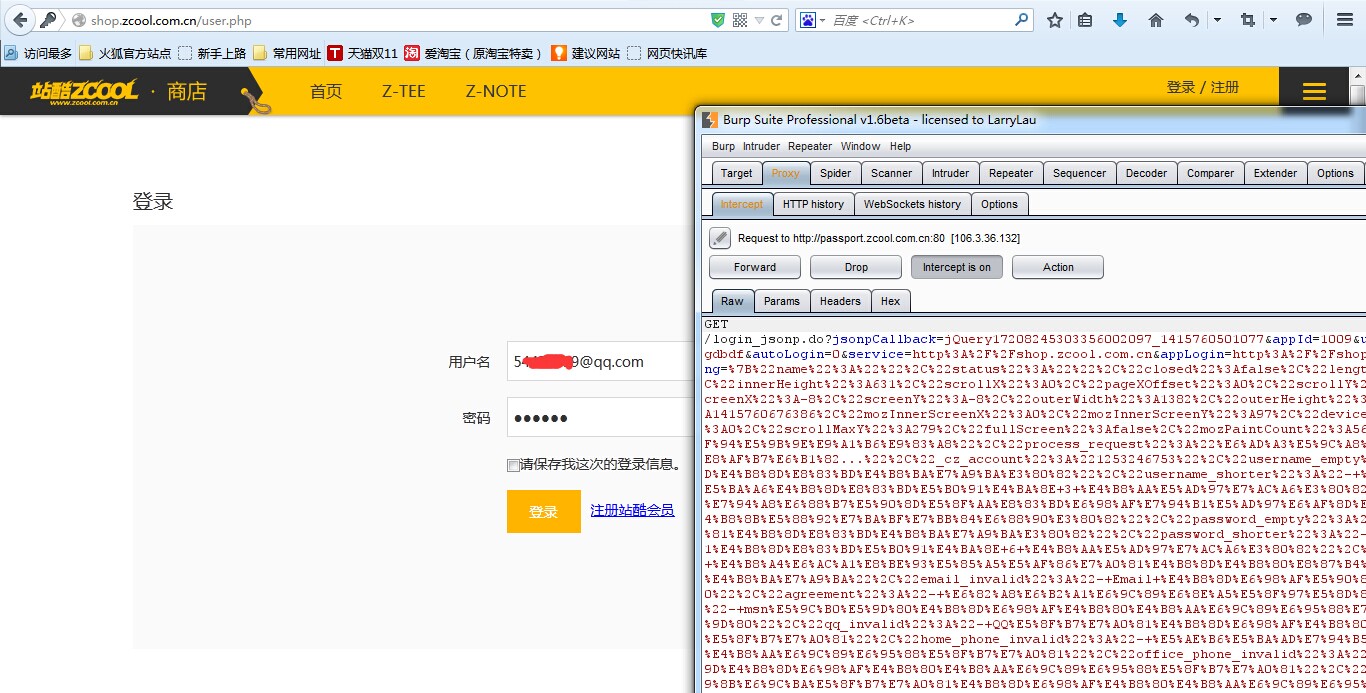 shop.zcool.com.cn/user.php
百度 <Ctrl+K>
访问最多 火狐官方站点 新手上路 常用网址 天猫双11 爱淘宝（原淘宝特卖） 建议网站 网页快讯库
站酷ZCOOL · 商店
www.zcool.com.cn
首页 Z-TEE Z-NOTE 登录 / 注册
登录
用户名
@qq.com
密码
请保存我这次的登录信息。
登录 注册站酷会员
Burp Suite Professional v1.6beta - licensed to LarryLau
Burp Intruder Repeater Window Help
Target Proxy Spider Scanner Intruder Repeater Sequencer Decoder Comparer Extender Options
Intercept HTTP history WebSockets history Options
Request to http://passport.zcool.com.cn:80 [106.3.36.132]
Forward Drop Intercept is on Action
Raw Params Headers Hex
GET
/login_jsonp.do?jsonpCallback=jQuery17208245303356002097_1415760501077&appId=1009&u
gdbdf&autoLogin=0&service=http%3A%2F%2Fshop.zcool.com.cn&appLogin=http%3A%2F%2Fshop
ng=%7B%22name%22%3A%22%22%2C%22status%22%3A%22%22%2C%22closed%22%3Afalse%2C%22lengt
C%22innerHeight%22%3A631%2C%22scrollX%22%3A0%2C%22pageXOffset%22%3A0%2C%22scrollY%2
creenX%22%3A-8%2C%22screenY%22%3A-8%2C%22outerWidth%22%3A1382%2C%22outerHeight%22%3
A1415760676386%2C%22mozInnerScreenX%22%3A0%2C%22mozInnerScreenY%22%3A97%2C%22device
%3A0%2C%22scrollMaxY%22%3A279%2C%22fullScreen%22%3Afalse%2C%22mozPaintCount%22%3A56
F%94%E5%9B%9E%E9%A1%B6%E9%83%A8%22%2C%22process_request%22%3A%22%E6%AD%A3%E5%9C%A8%
E8%AF%B7%E6%B1%82...%22%2C%22_cz_account%22%3A%221253246753%22%2C%22username_empty%
D%E4%B8%8D%E8%83%BD%E4%B8%BA%E7%A9%BA%E3%80%82%22%2C%22username_shorter%22%3A%22-+%
E5%BA%A6%E4%B8%8D%E8%83%BD%E5%B0%91%E4%BA%8E+3+%E4%B8%AA%E5%AD%97%E7%AC%A6%E3%80%82
%E7%94%A8%E6%88%B7%E5%90%8D%E5%8F%AA%E8%83%BD%E6%98%AF%E7%94%B1%E5%AD%97%E6%AF%8D%E
4%B8%8B%E5%88%92%E7%BA%BF%E7%BB%84%E6%88%90%E3%80%82%22%2C%22password_empty%22%3A%2
%81%E4%B8%8D%E8%83%BD%E4%B8%BA%E7%A9%BA%E3%80%82%22%2C%22password_shorter%22%3A%22-
1%E4%B8%8D%E8%83%BD%E5%B0%91%E4%BA%8E+6+%E4%B8%AA%E5%AD%97%E7%AC%A6%E3%80%82%22%2C%
+%E4%B8%A4%E6%AC%A1%E8%BE%93%E5%85%A5%E5%AF%86%E7%A0%81%E4%B8%8D%E4%B8%80%E8%87%B4%
%E4%B8%BA%E7%A9%BA%22%2C%22email_invalid%22%3A%22-+Email+%E4%B8%8D%E6%98%AF%E5%90%8
0%22%2C%22agreement%22%3A%22-+%E6%82%A8%E6%B2%A1%E6%9C%89%E6%8E%A5%E5%8F%97%E5%8D%8
%22-+msn%E5%9C%B0%E5%9D%80%E4%B8%8D%E6%98%AF%E4%B8%80%E4%B8%AA%E6%9C%89%E6%95%88%E7
%9D%80%22%2C%22qq_invalid%22%3A%22-+QQ%E5%8F%B7%E7%A0%81%E4%B8%8D%E6%98%AF%E4%B8%80
%E5%8F%B7%E7%A0%81%22%2C%22home_phone_invalid%22%3A%22-+%E5%AE%B6%E5%BA%AD%E7%94%B5
%E4%B8%AA%E6%9C%89%E6%95%88%E5%8F%B7%E7%A0%81%22%2C%22office_phone_invalid%22%3A%22
9D%E4%B8%8D%E6%98%AF%E4%B8%80%E4%B8%AA%E6%9C%89%E6%95%88%E5%8F%B7%E7%A0%81%22%2C%22
%8B%E6%9C%BA%E5%8F%B7%E7%A0%81%E4%B8%8D%E6%98%AF%E4%B8%80%E4%B8%AA%E6%9C%89%E6%95%